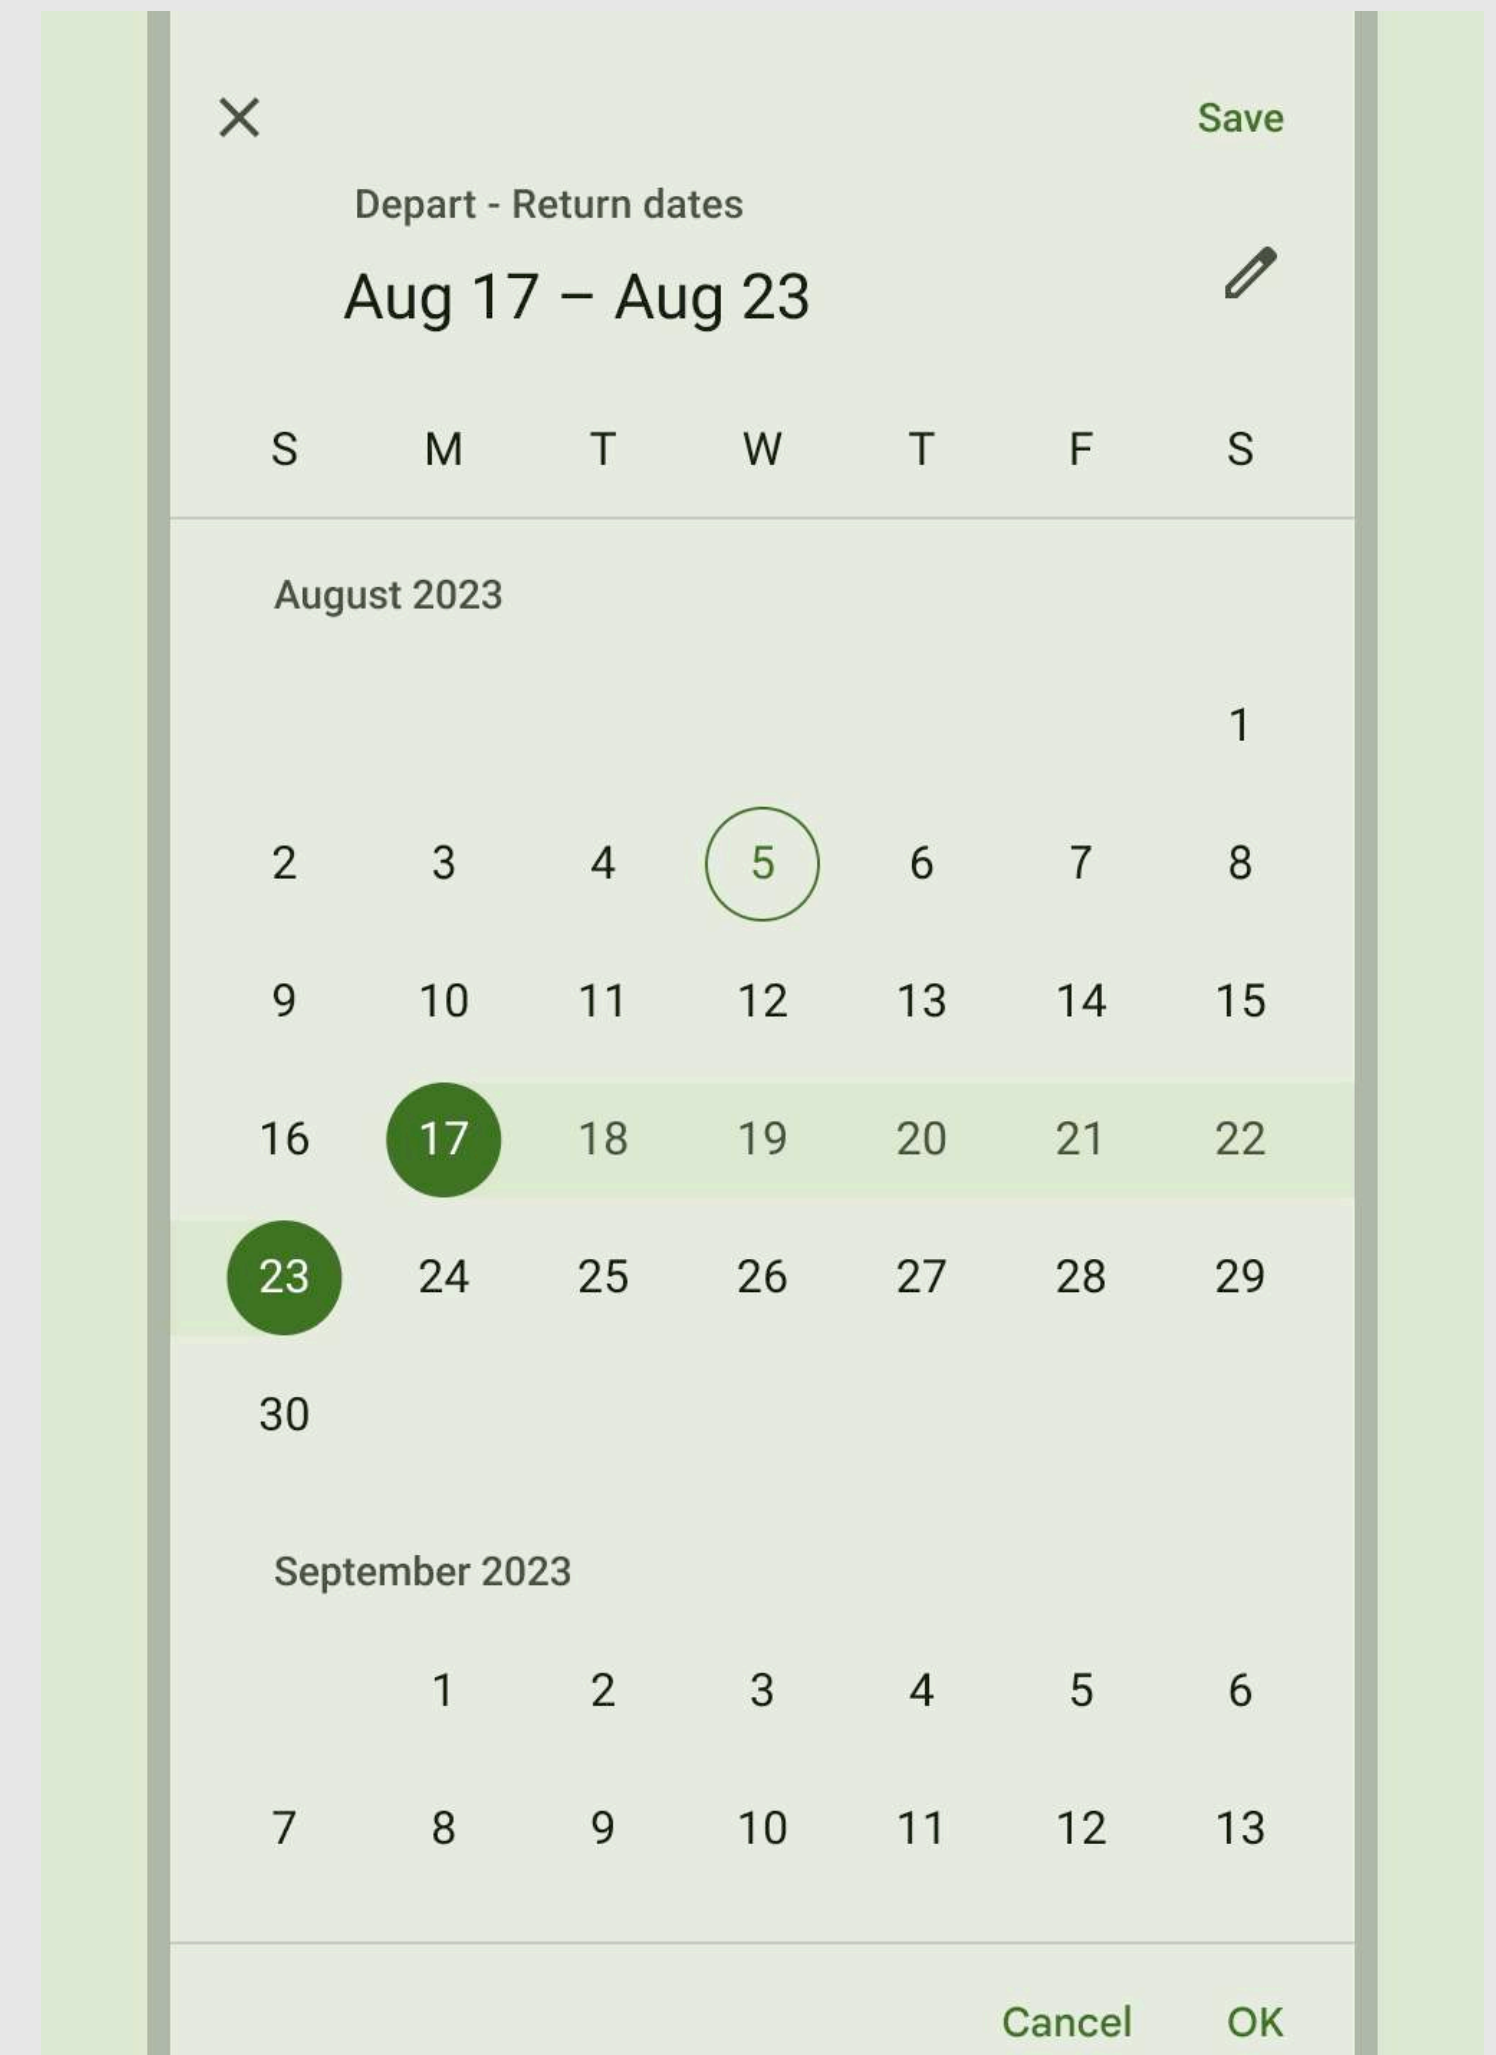 Save
Depart - Return dates
Aug 17 – Aug 23
S M T W T F S
August 2023
1
2 3 4 5 6 7 8
9 10 11 12 13 14 15
16 17 18 19 20 21 22
23 24 25 26 27 28 29
30
September 2023
1 2 3 4 5 6
7 8 9 10 11 12 13
Cancel OK